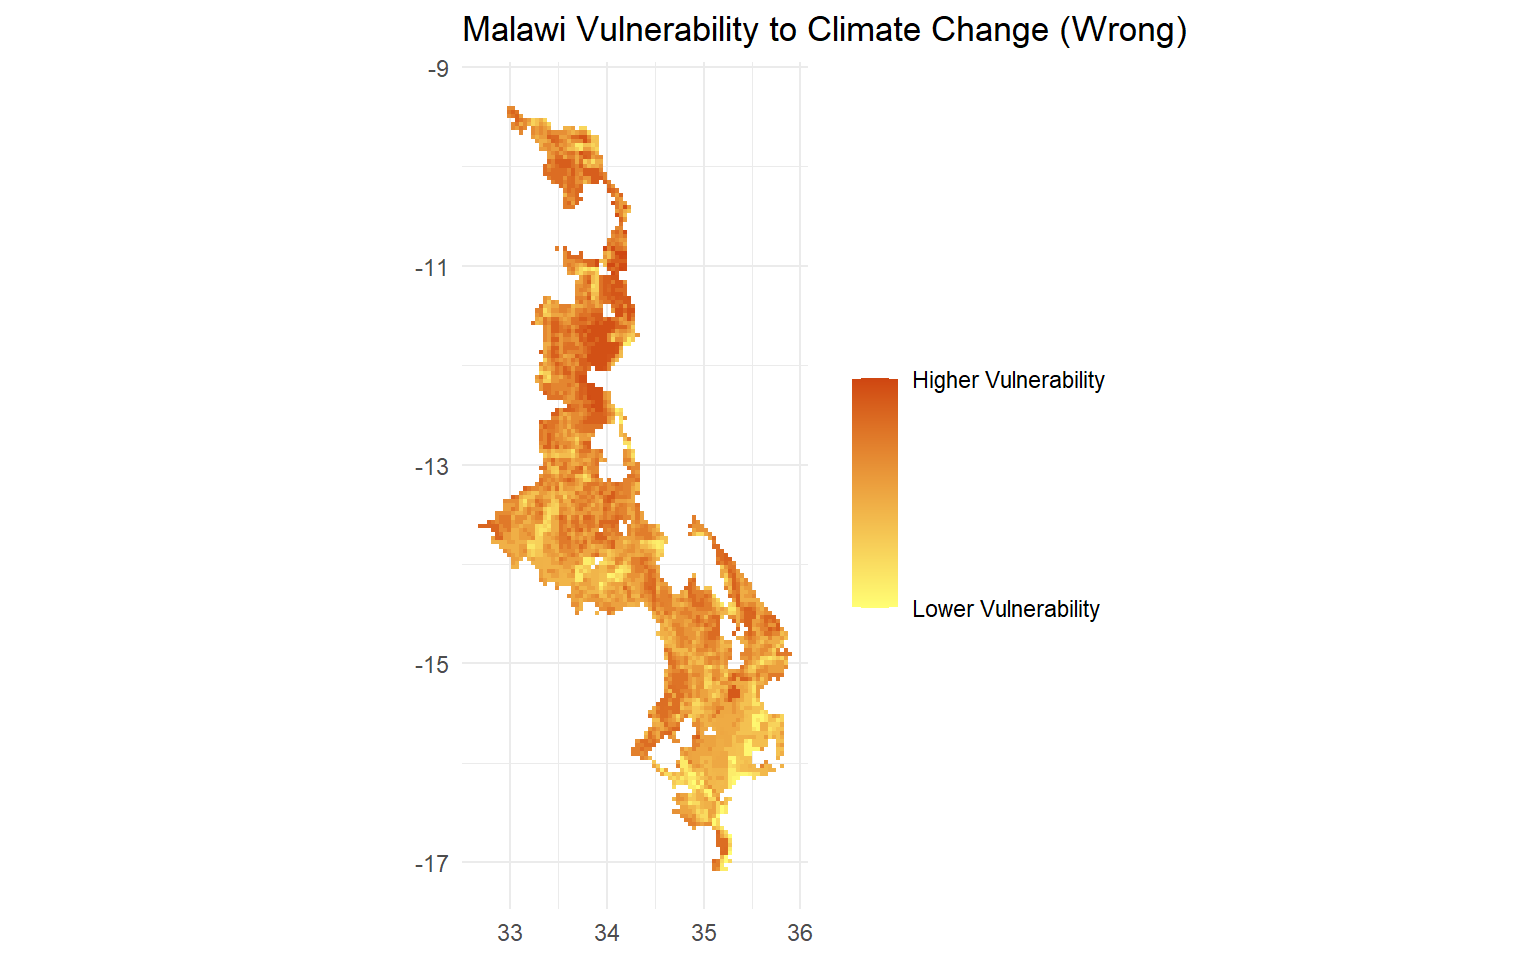 Malawi Vulnerability to Climate Change (Wrong)
-9
-11
-13
-15
-17
33 34 35 36
Higher Vulnerability
Lower Vulnerability